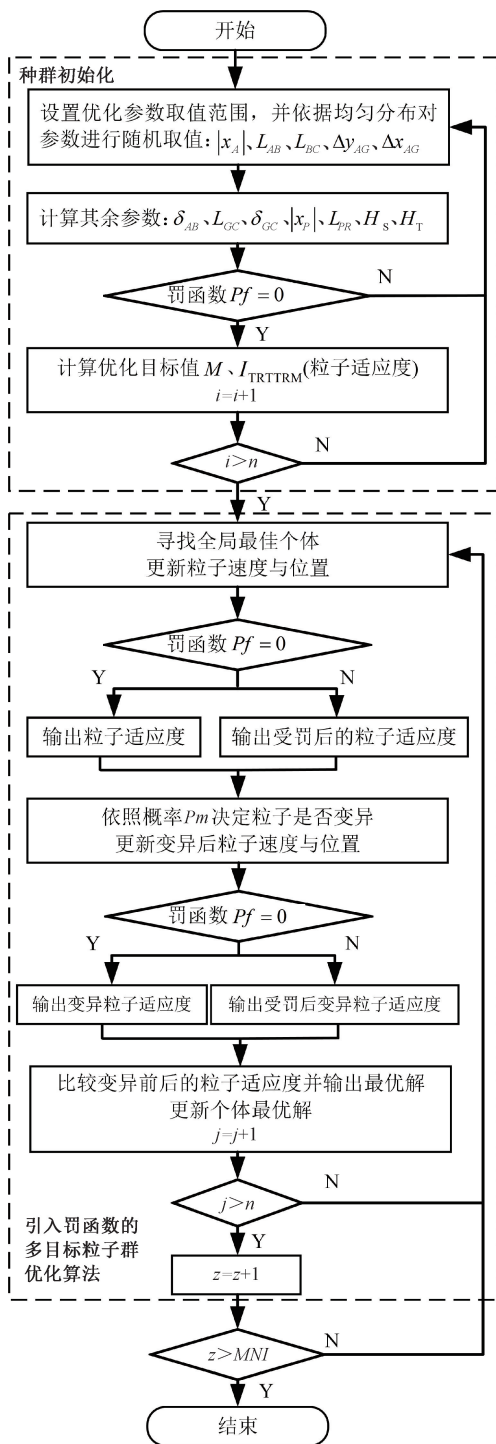 开始
种群初始化
设置优化参数取值范围，并依据均匀分布对
参数进行随机取值：|x_A|、L_AB、L_BC、Δy_AG、Δx_AG
计算其余参数：δ_AB、L_GC、δ_GC、|x_P|、L_PR、H_S、H_T
罚函数 Pf = 0
N
Y
计算优化目标值 M、I_TRTTRM(粒子适应度)
i=i+1
i>n
N
Y
寻找全局最佳个体
更新粒子速度与位置
罚函数 Pf = 0
Y
N
输出粒子适应度
输出受罚后的粒子适应度
依照概率Pm决定粒子是否变异
更新变异后粒子速度与位置
罚函数 Pf = 0
Y
N
输出变异粒子适应度
输出受罚后变异粒子适应度
比较变异前后的粒子适应度并输出最优解
更新个体最优解
j=j+1
j>n
N
Y
引入罚函数的
多目标粒子群
优化算法
z=z+1
z>MNI
N
Y
结束